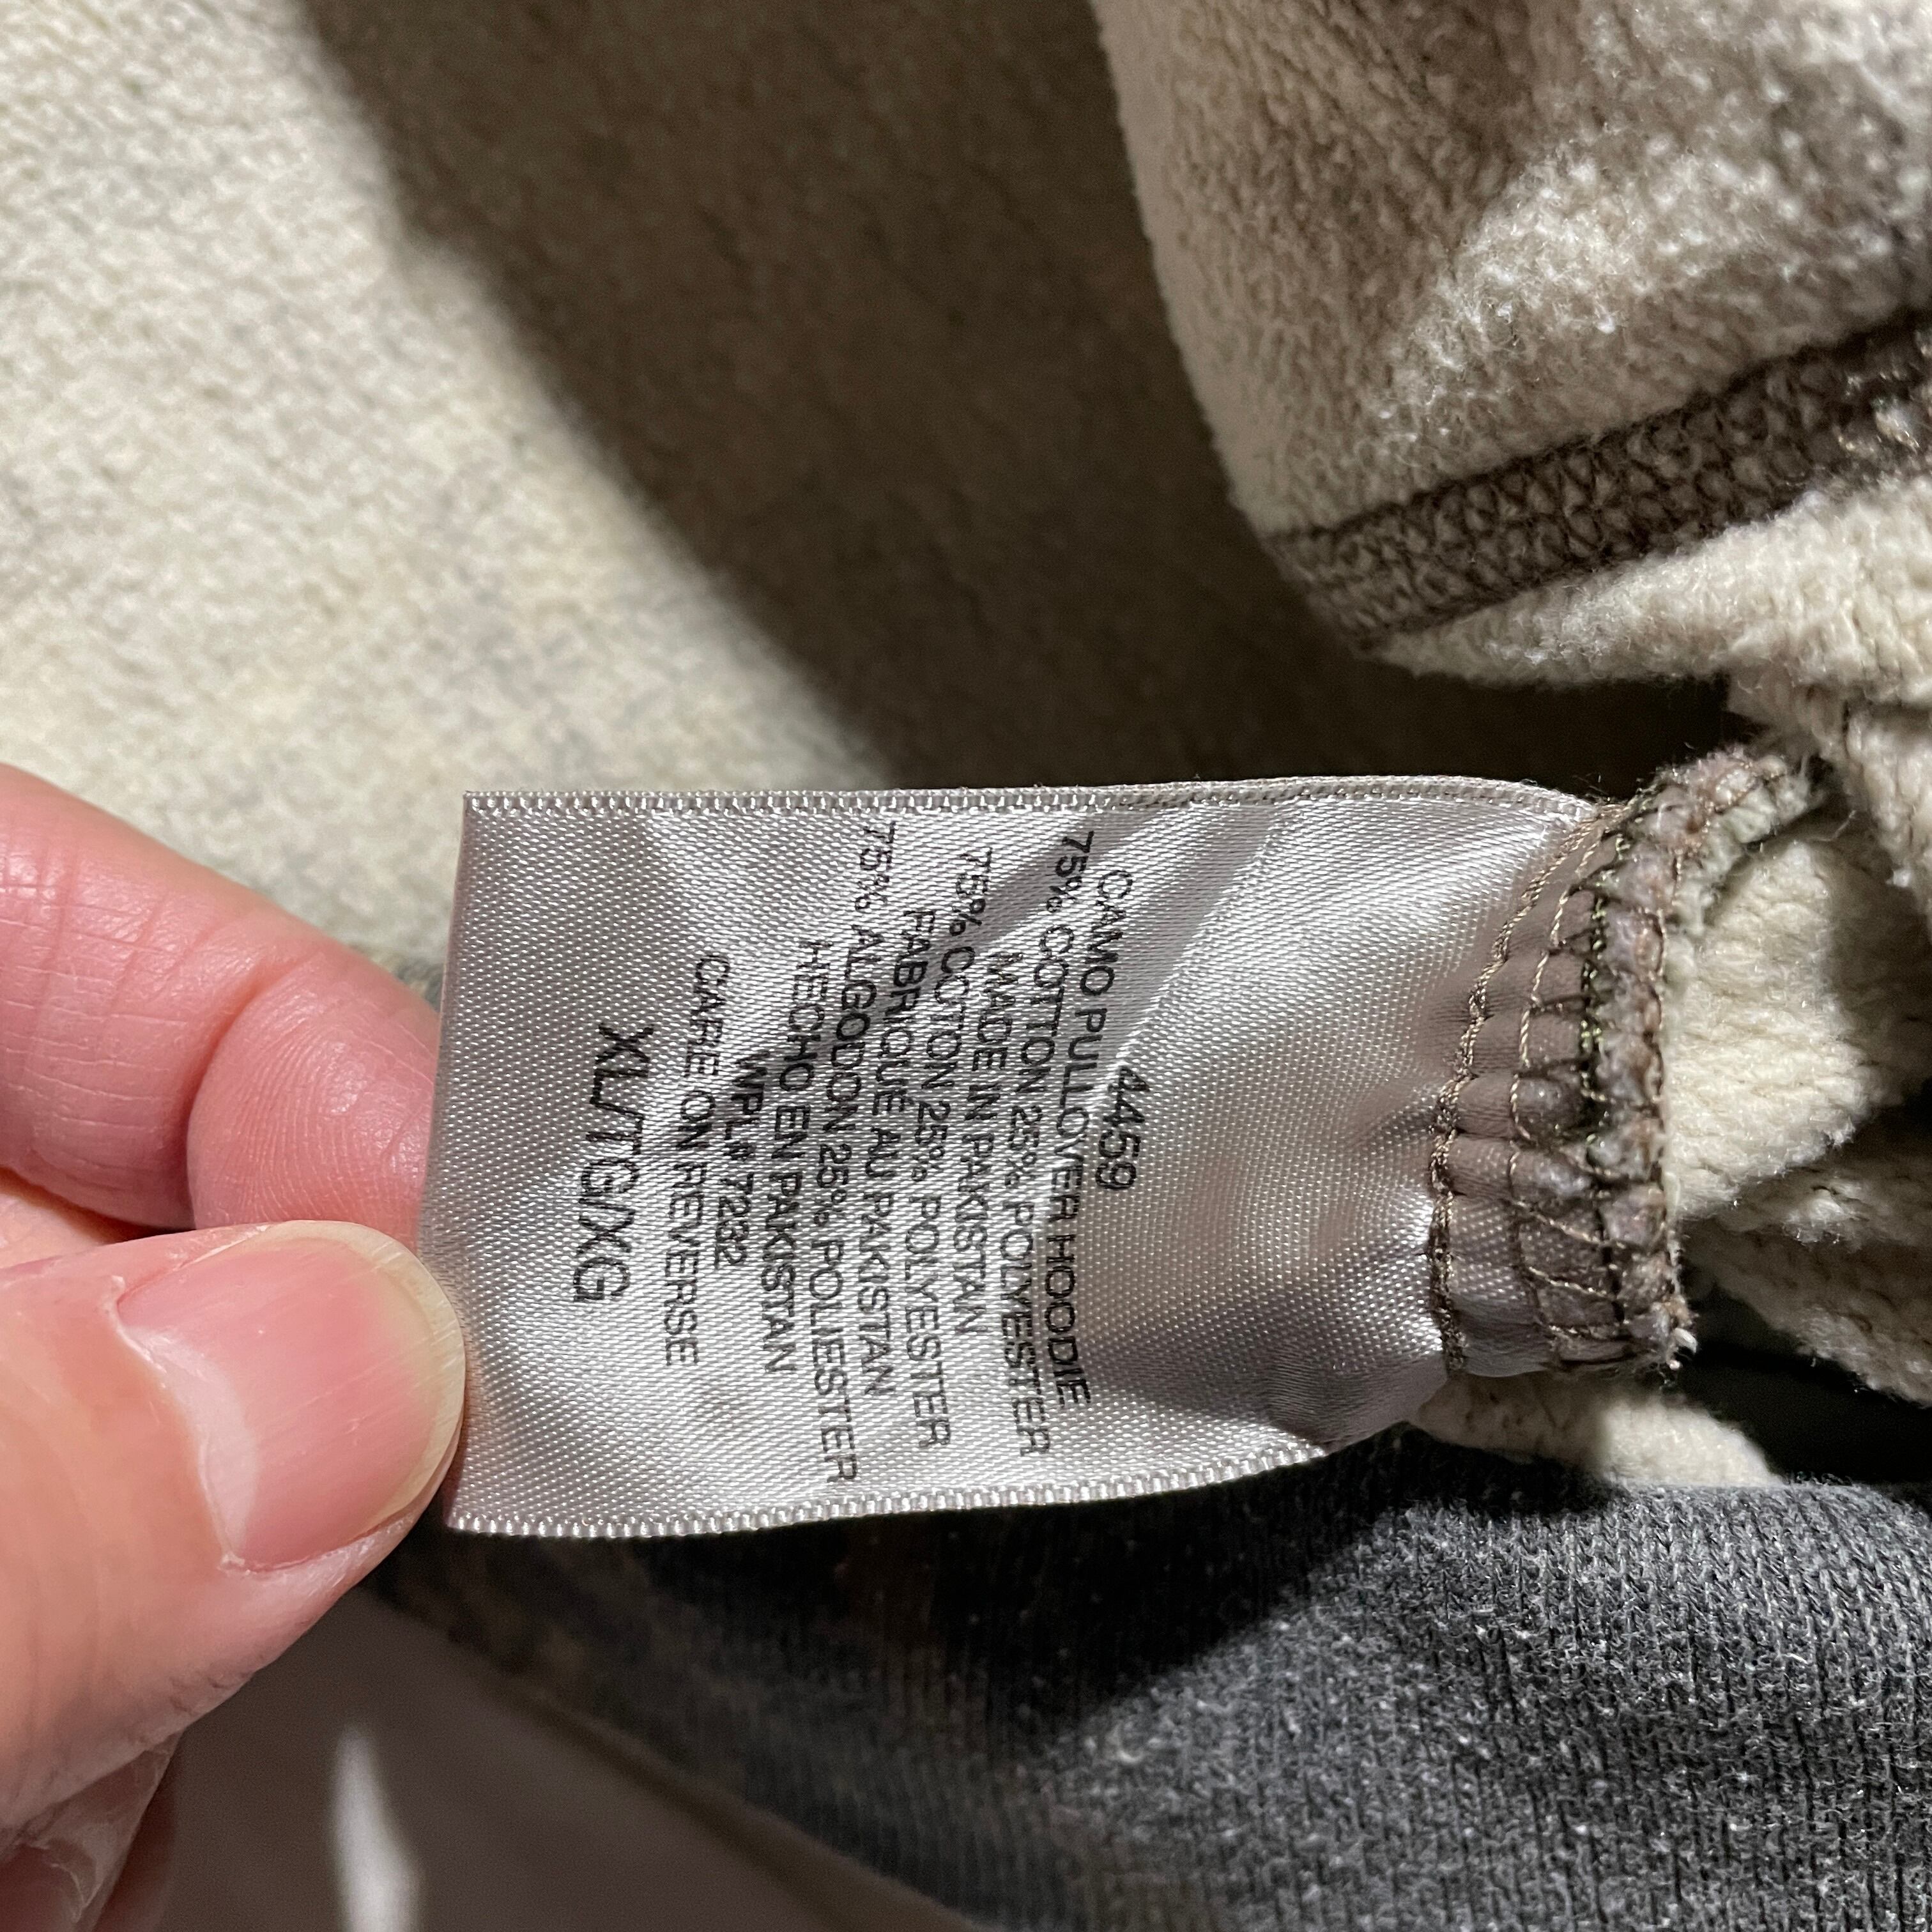 4459
CAMO PULLOVER HOODIE
75% COTTON 25% POLYESTER
MADE IN PAKISTAN
75% COTON 25% POLYESTER
FABRIQUE AU PAKISTAN
75% ALGODON 25% POLIESTER
HECHO EN PAKISTAN
WPL# 7232
CARE ON REVERSE
XL/TG/XG